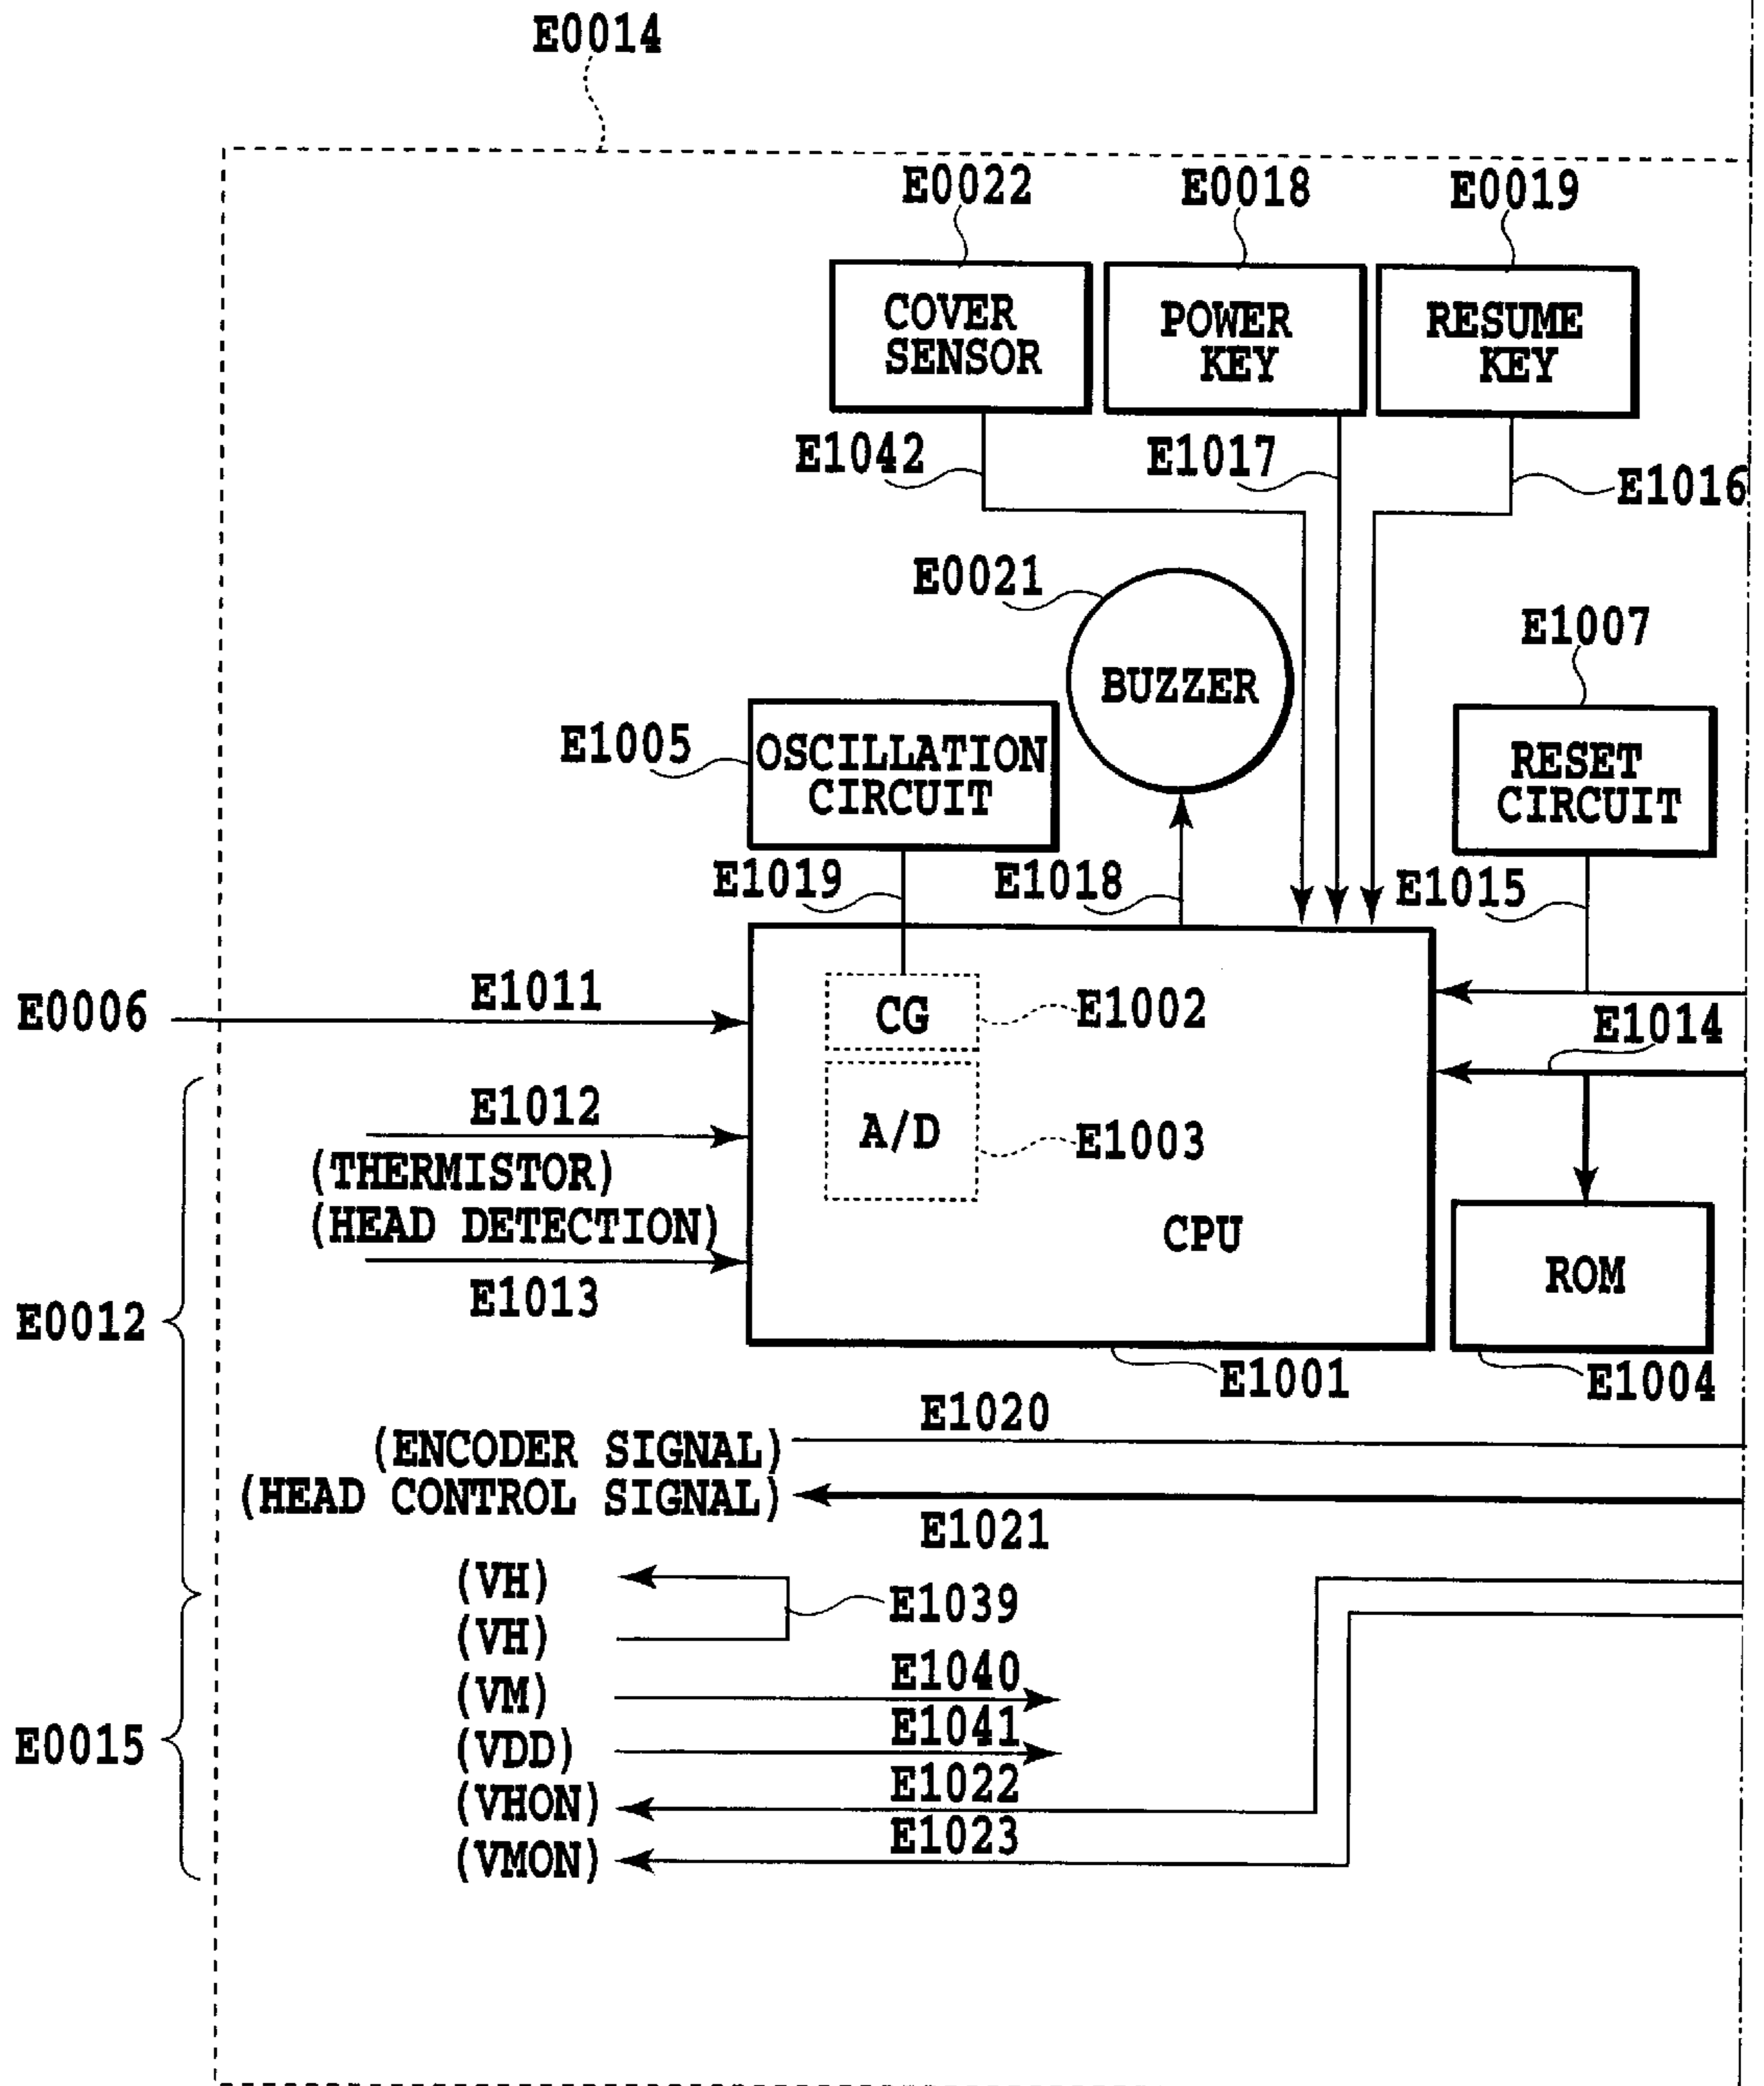 E0014
E0022
E0018
E0019
COVER
SENSOR
POWER
KEY
RESUME
KEY
E1042
E1017
E1016
E0021
BUZZER
E1007
E1005
OSCILLATION
CIRCUIT
RESET
CIRCUIT
E1019
E1018
E1015
E0006
E1011
CG
E1002
E1014
E1012
(THERMISTOR)
A/D
E1003
(HEAD DETECTION)
E1013
CPU
ROM
E0012
E1001
E1004
E1020
(ENCODER SIGNAL)
(HEAD CONTROL SIGNAL)
E1021
(VH)
E1039
(VH)
E1040
(VM)
E1041
E0015
(VDD)
E1022
(VHON)
E1023
(VMON)